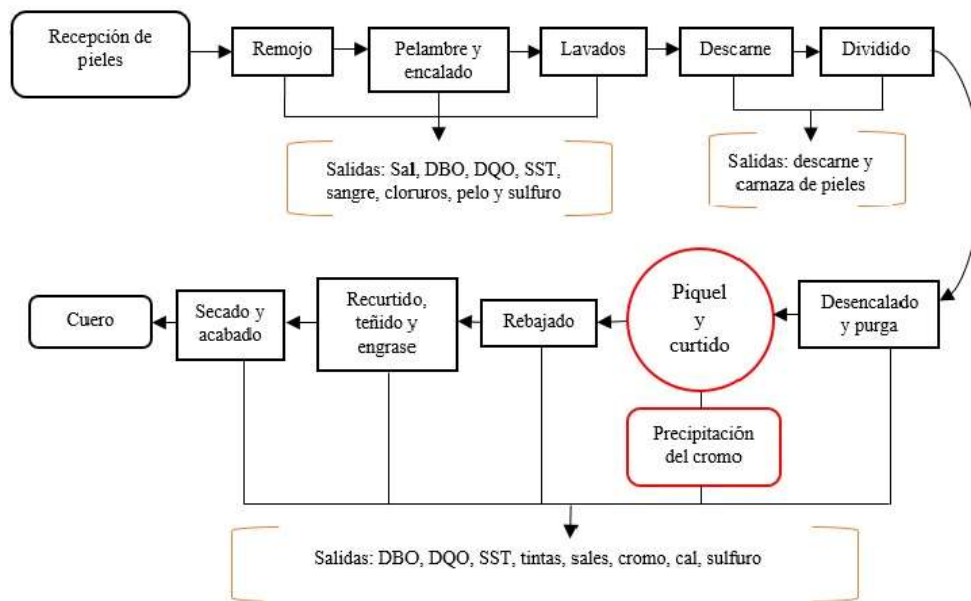 Recepción de
pieles
Remojo
Pelambre y
encalado
Lavados
Descarne
Dividido
Salidas: Sal, DBO, DQO, SST,
sangre, cloruros, pelo y sulfuro
Salidas: descarne y
carnaza de pieles
Cuero
Secado y
acabado
Recurtido,
teñido y
engrase
Rebajado
Piquel
y
curtido
Desencalado
y purga
Precipitación
del cromo
Salidas: DBO, DQO, SST, tintas, sales, cromo, cal, sulfuro